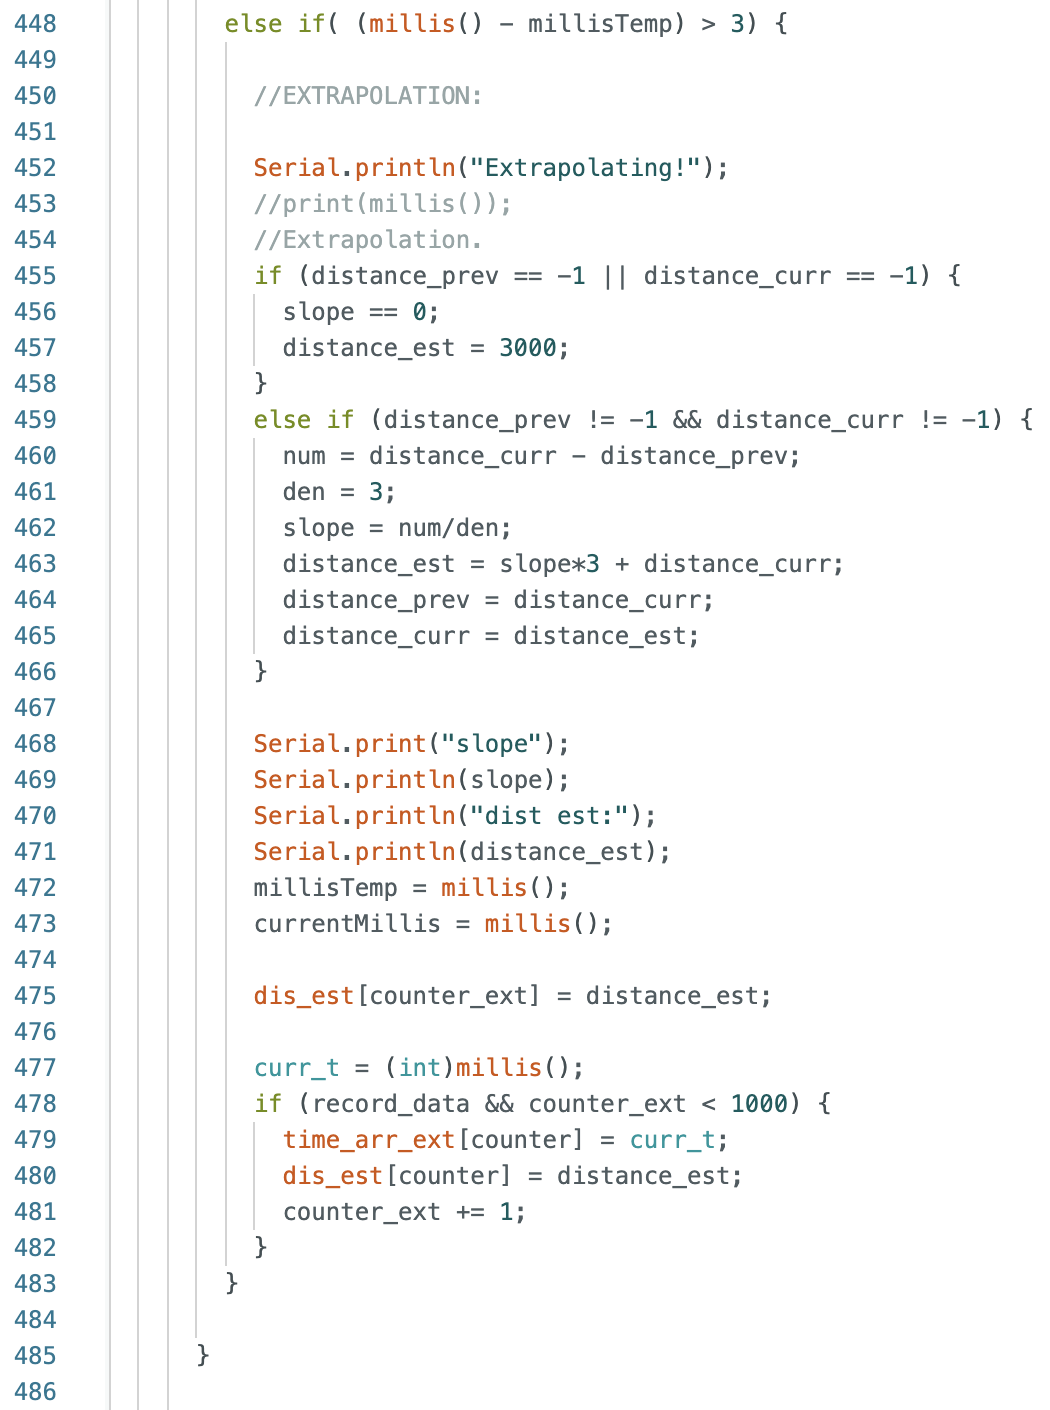 448 else if( (millis() - millisTemp) > 3) {
449
450 //EXTRAPOLATION:
451
452 Serial.println("Extrapolating!");
453 //print(millis());
454 //Extrapolation.
455 if (distance_prev == -1 || distance_curr == -1) {
456 slope == 0;
457 distance_est = 3000;
458 }
459 else if (distance_prev != -1 && distance_curr != -1) {
460 num = distance_curr - distance_prev;
461 den = 3;
462 slope = num/den;
463 distance_est = slope*3 + distance_curr;
464 distance_prev = distance_curr;
465 distance_curr = distance_est;
466 }
467
468 Serial.print("slope");
469 Serial.println(slope);
470 Serial.println("dist est:");
471 Serial.println(distance_est);
472 millisTemp = millis();
473 currentMillis = millis();
474
475 dis_est[counter_ext] = distance_est;
476
477 curr_t = (int)millis();
478 if (record_data && counter_ext < 1000) {
479 time_arr_ext[counter] = curr_t;
480 dis_est[counter] = distance_est;
481 counter_ext += 1;
482 }
483 }
484
485 }
486